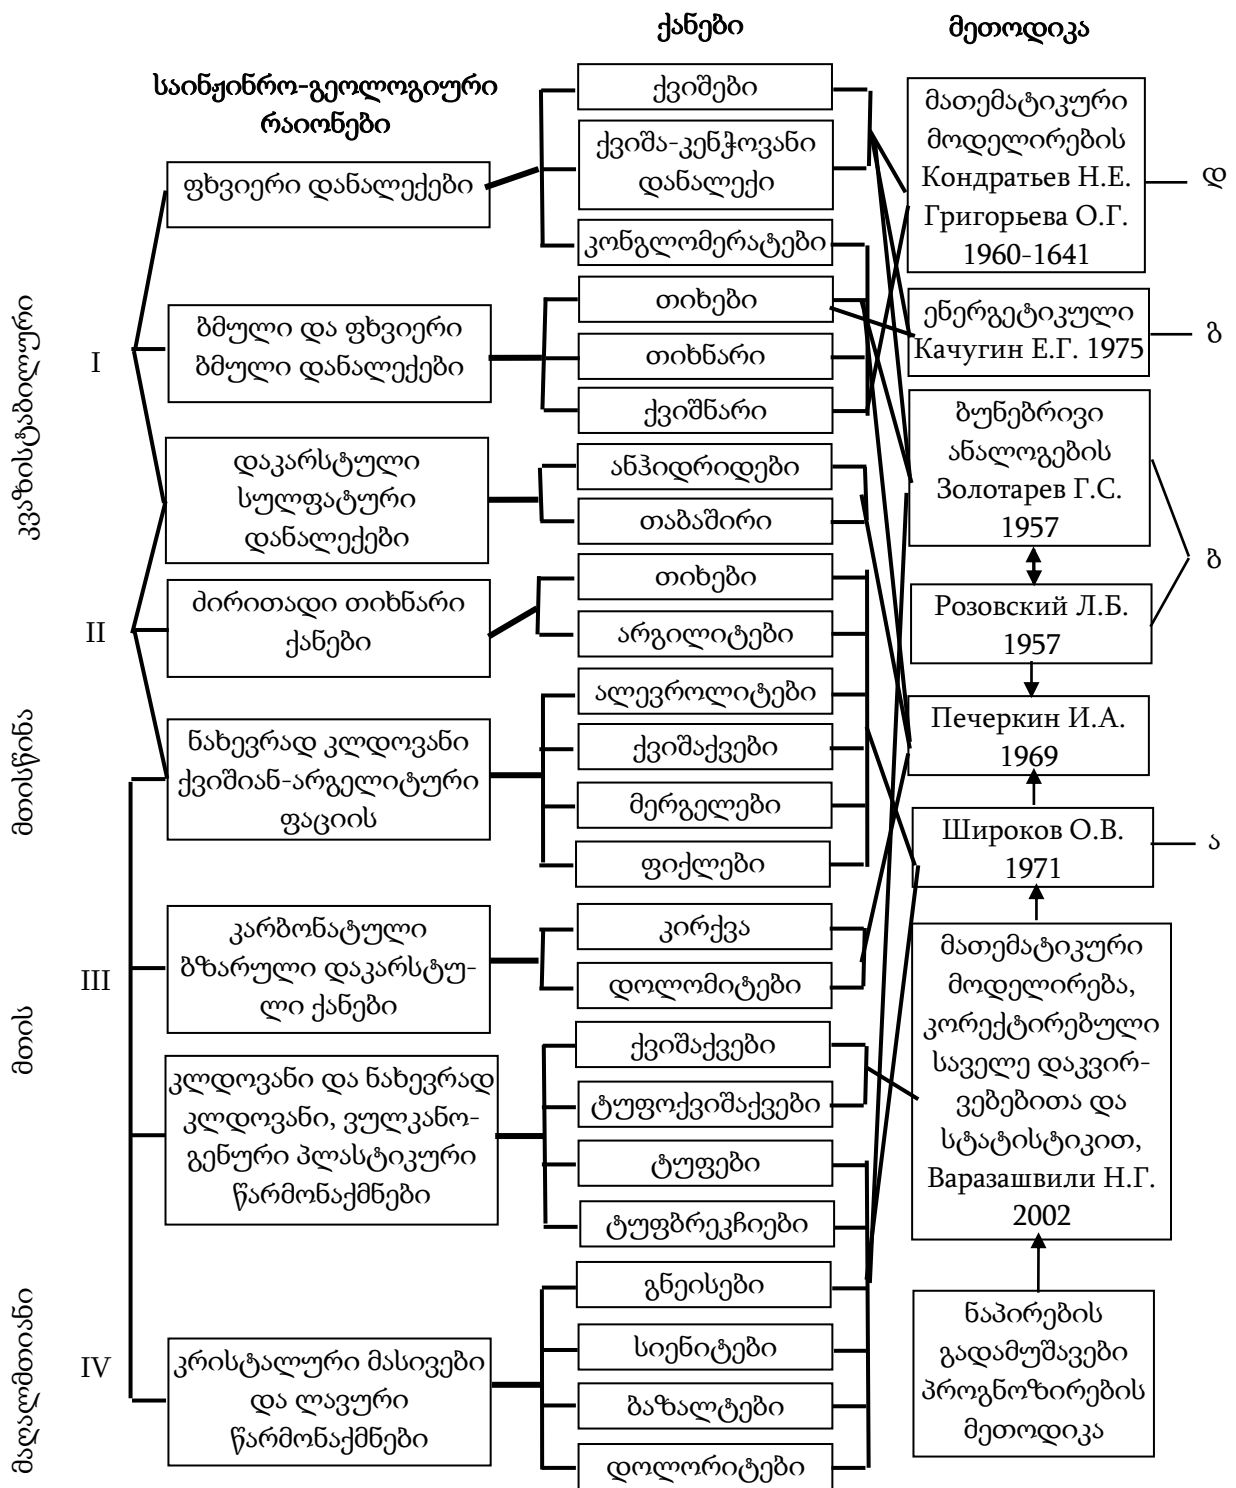 ქანები
მეთოდიკა
საინჟინრო-გეოლოგიური
რაიონები
კვაზისტაბილური
მთისწინა
მთის
მაღალმთიანი
I
II
III
IV
ფხვიერი დანალექები
ბმული და ფხვიერი
ბმული დანალექები
დაკარსტული
სულფატური
დანალექები
ძირითადი თიხნარი
ქანები
ნახევრად კლდოვანი
ქვიშიან-არგელიტური
ფაციის
კარბონატული
ბზარული დაკარსტუ-
ლი ქანები
კლდოვანი და ნახევრად
კლდოვანი, ვულკანო-
გენური პლასტიკური
წარმონაქმნები
კრისტალური მასივები
და ლავური
წარმონაქმნები
ქვიშები
ქვიშა-კენჭოვანი
დანალექი
კონგლომერატები
თიხები
თიხნარი
ქვიშნარი
ანჰიდრიდები
თაბაშირი
თიხები
არგილიტები
ალევროლიტები
ქვიშაქვები
მერგელები
ფიქლები
კირქვა
დოლომიტები
ქვიშაქვები
ტუფოქვიშაქვები
ტუფები
ტუფბრეკჩიები
გნეისები
სიენიტები
ბაზალტები
დოლორიტები
მათემატიკური
მოდელირების
Кондратьев Н.Е.
Григорьева О.Г.
1960-1641
დ
ენერგეტიკული
Качугин Е.Г. 1975
ბ
ბუნებრივი
ანალოგების
Золотарев Г.С.
1957
ბ
Розовский Л.Б.
1957
Печеркин И.А.
1969
Широков О.В.
1971
ა
მათემატიკური
მოდელირება,
კორექტირებული
საველე დაკვირ-
ვებებითა და
სტატისტიკით,
Варазашвили Н.Г.
2002
ნაპირების
გადამუშავები
პროგნოზირების
მეთოდიკა